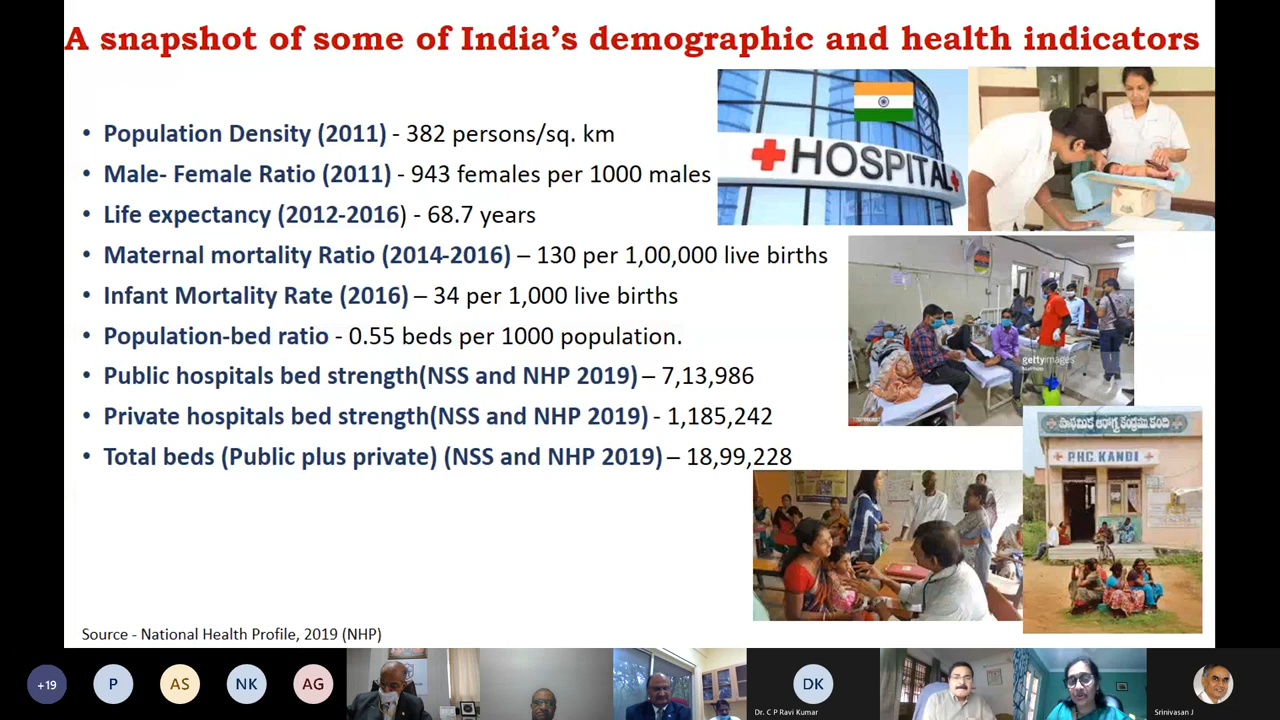 A snapshot of some of India's demographic and health indicators
• Population Density (2011) - 382 persons/sq. km
• Male- Female Ratio (2011) - 943 females per 1000 males
• Life expectancy (2012-2016) - 68.7 years
• Maternal mortality Ratio (2014-2016) – 130 per 1,00,000 live births
• Infant Mortality Rate (2016) – 34 per 1,000 live births
• Population-bed ratio - 0.55 beds per 1000 population.
• Public hospitals bed strength(NSS and NHP 2019) – 7,13,986
• Private hospitals bed strength(NSS and NHP 2019) - 1,185,242
• Total beds (Public plus private) (NSS and NHP 2019) – 18,99,228
HOSPITAL
gettyimages
P.H.C. KANDI
Source - National Health Profile, 2019 (NHP)
+19
P
AS
NK
AG
DK
Dr. C P Ravi Kumar
Srinivasan J